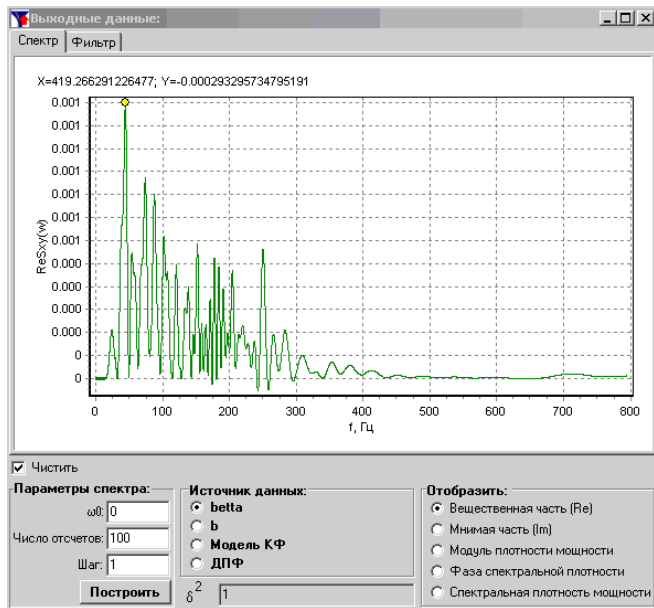 Выходные данные:
Спектр Фильтр
X=419.266291226477; Y=-0.000293295734795191
0.001
0.001
0.001
0.001
0.001
0.001
0.001
0.000
0.000
0.000
0.000
0
0
ReSxy(w)
0 100 200 300 400 500 600 700 800
f, Гц
Чистить
Параметры спектра:
ω0: 0
Число отсчетов: 100
Шаг: 1
Построить
Источник данных:
betta
b
Модель КФ
ДПФ
δ2 1
Отобразить:
Вещественная часть (Re)
Мнимая часть (Im)
Модуль плотности мощности
Фаза спектральной плотности
Спектральная плотность мощности